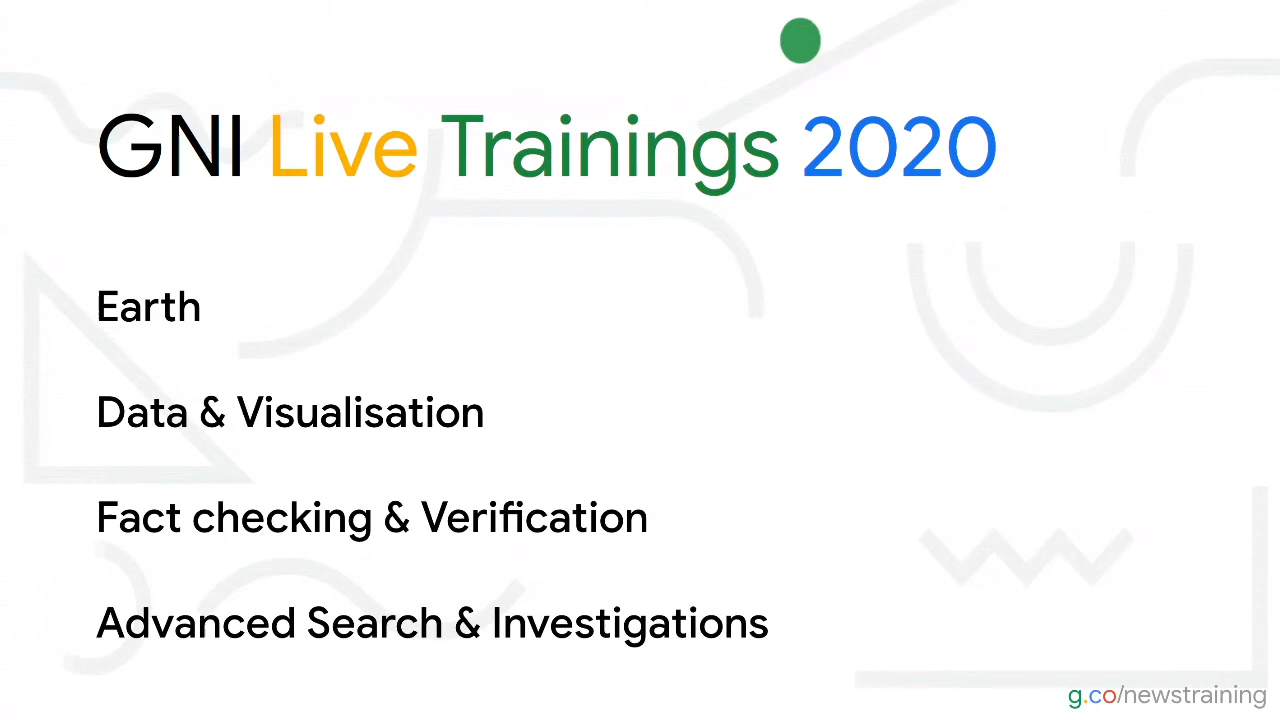 GNI Live Trainings 2020
Earth
Data & Visualisation
Fact checking & Verification
Advanced Search & Investigations
g.co/newstraining